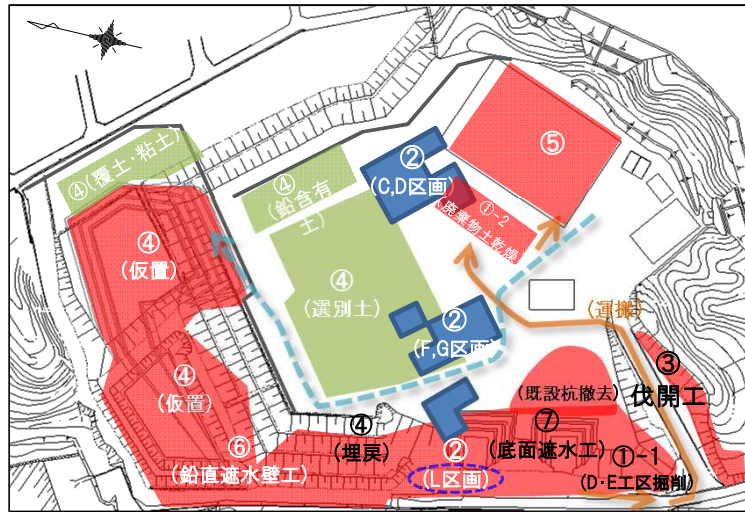 ④(覆土・粘土)
④
(鉛含有
土)
②
(C,D区画)
⑤
①-2
(廃棄物土乾燥)
④
(仮置)
④
(選別土)
②
(F,G区画)
(運搬)
③
伐開工
④
(仮置)
(既設杭撤去)
④
(埋戻)
⑦
(底面遮水工)
⑥
(鉛直遮水壁工)
②
(L区画)
①-1
(D・E工区掘削)